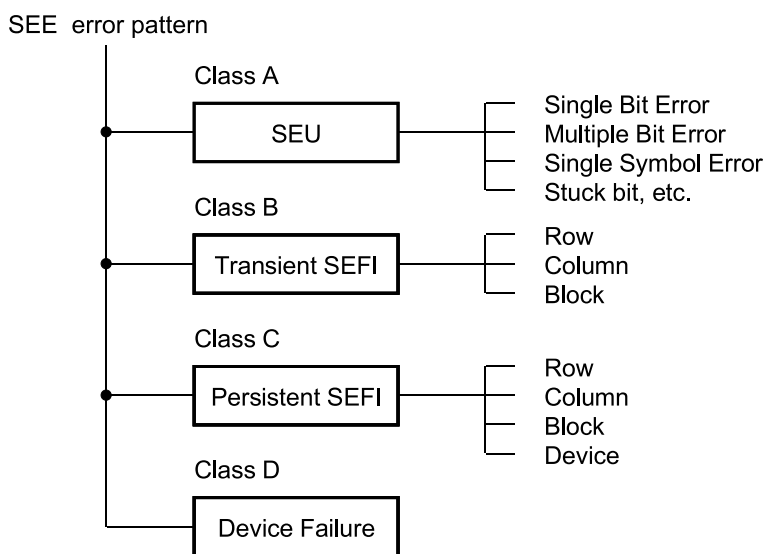 SEE error pattern
Class A
SEU
Single Bit Error
Multiple Bit Error
Single Symbol Error
Stuck bit, etc.
Class B
Transient SEFI
Row
Column
Block
Class C
Persistent SEFI
Row
Column
Block
Device
Class D
Device Failure